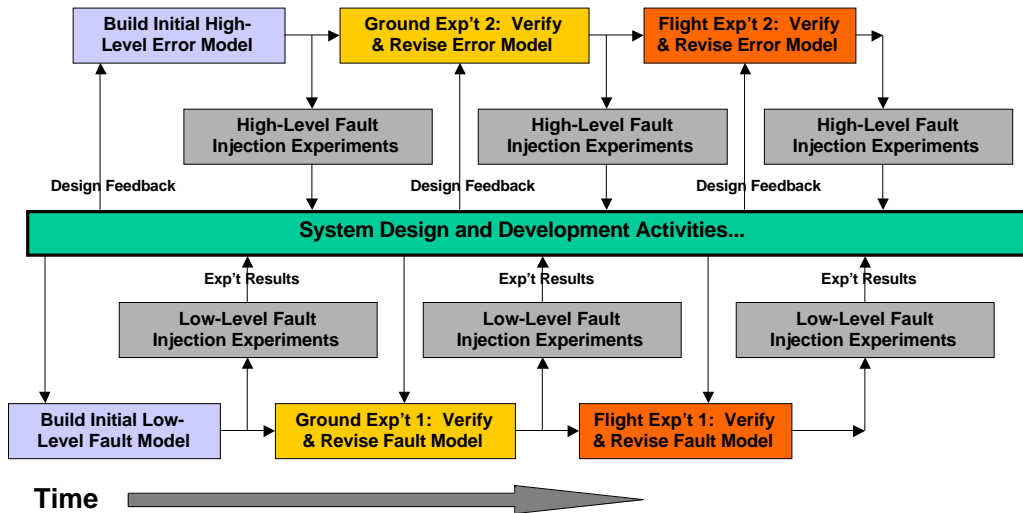 Build Initial High-
Level Error Model
Ground Exp't 2: Verify
& Revise Error Model
Flight Exp't 2: Verify
& Revise Error Model
High-Level Fault
Injection Experiments
High-Level Fault
Injection Experiments
High-Level Fault
Injection Experiments
Design Feedback
Design Feedback
Design Feedback
System Design and Development Activities...
Exp't Results
Exp't Results
Exp't Results
Low-Level Fault
Injection Experiments
Low-Level Fault
Injection Experiments
Low-Level Fault
Injection Experiments
Build Initial Low-
Level Fault Model
Ground Exp't 1: Verify
& Revise Fault Model
Flight Exp't 1: Verify
& Revise Fault Model
Time